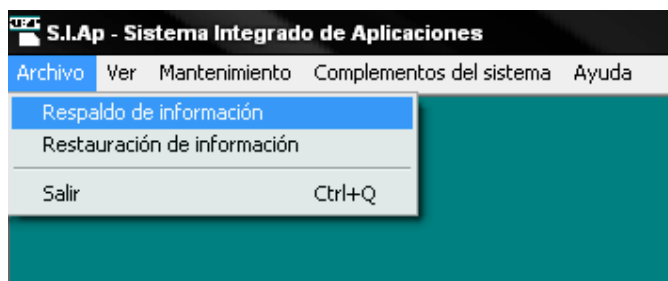 S.I.Ap - Sistema Integrado de Aplicaciones
Archivo Ver Mantenimiento Complementos del sistema Ayuda
Respaldo de información
Restauración de información
Salir Ctrl+Q